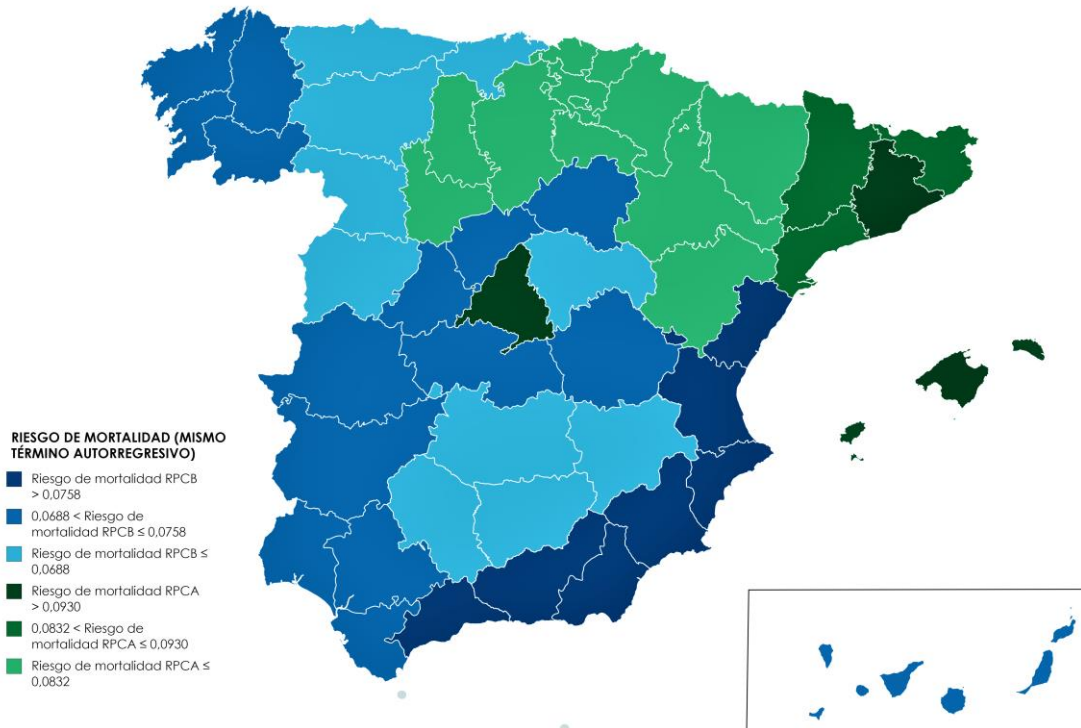 RIESGO DE MORTALIDAD (MISMO
TÉRMINO AUTORREGRESIVO)
Riesgo de mortalidad RPCB
> 0,0758
0,0688 < Riesgo de
mortalidad RPCB ≤ 0,0758
Riesgo de mortalidad RPCB ≤
0,0688
Riesgo de mortalidad RPCA
> 0,0930
0,0832 < Riesgo de
mortalidad RPCA ≤ 0,0930
Riesgo de mortalidad RPCA ≤
0,0832